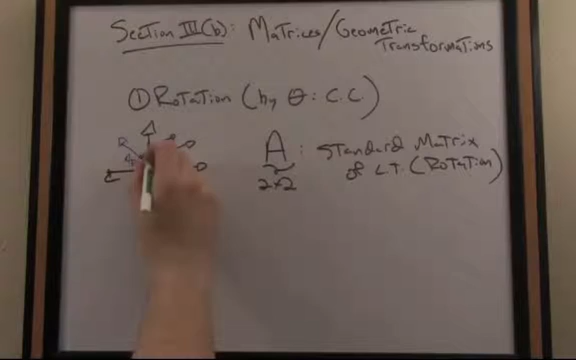 Section III(b): Matrices/Geometric
Transformations
① Rotation (by θ: C.C.)
A : Standard Matrix
2×2 of L.T. (Rotation)
R